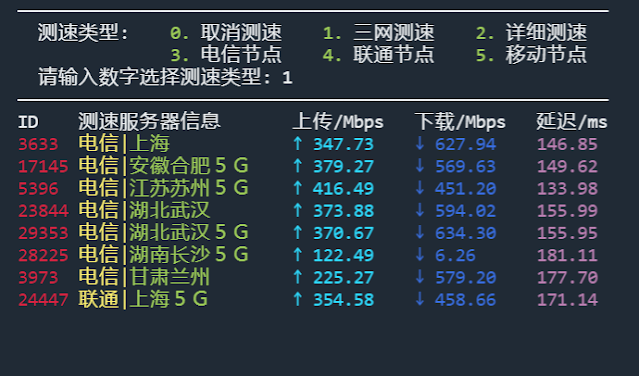 测速类型: 0. 取消测速 1. 三网测速 2. 详细测速
3. 电信节点 4. 联通节点 5. 移动节点
请输入数字选择测速类型: 1
ID 测速服务器信息 上传/Mbps 下载/Mbps 延迟/ms
3633 电信|上海 ↑ 347.73 ↓ 627.94 146.85
17145 电信|安徽合肥5G ↑ 379.27 ↓ 569.63 149.62
5396 电信|江苏苏州5G ↑ 416.49 ↓ 451.20 133.98
23844 电信|湖北武汉 ↑ 373.88 ↓ 594.02 155.99
29353 电信|湖北武汉5G ↑ 370.67 ↓ 634.30 155.95
28225 电信|湖南长沙5G ↑ 122.49 ↓ 6.26 181.11
3973 电信|甘肃兰州 ↑ 225.27 ↓ 579.20 177.70
24447 联通|上海5G ↑ 354.58 ↓ 458.66 171.14